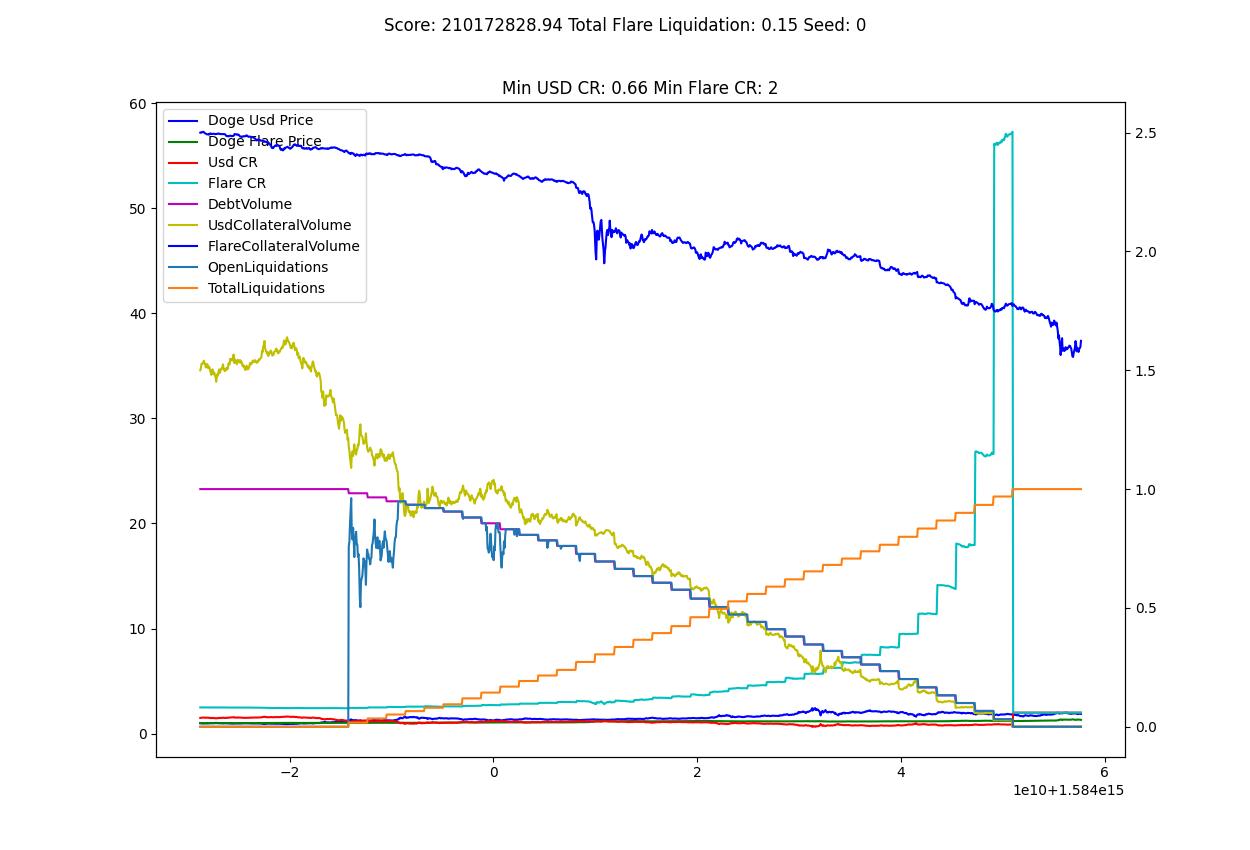 Score: 210172828.94 Total Flare Liquidation: 0.15 Seed: 0
Min USD CR: 0.66 Min Flare CR: 2
Doge Usd Price
Doge Flare Price
Usd CR
Flare CR
DebtVolume
UsdCollateralVolume
FlareCollateralVolume
OpenLiquidations
TotalLiquidations
60
50
40
30
20
10
0
2.5
2.0
1.5
1.0
0.5
0.0
−2
0
2
4
6
1e10+1.584e15